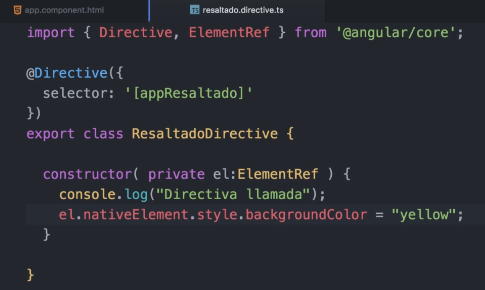 app.component.html
resaltado.directive.ts
import { Directive, ElementRef } from '@angular/core';
@Directive({
selector: '[appResaltado]'
})
export class ResaltadoDirective {
constructor( private el:ElementRef ) {
console.log("Directiva llamada");
el.nativeElement.style.backgroundColor = "yellow";
}
}